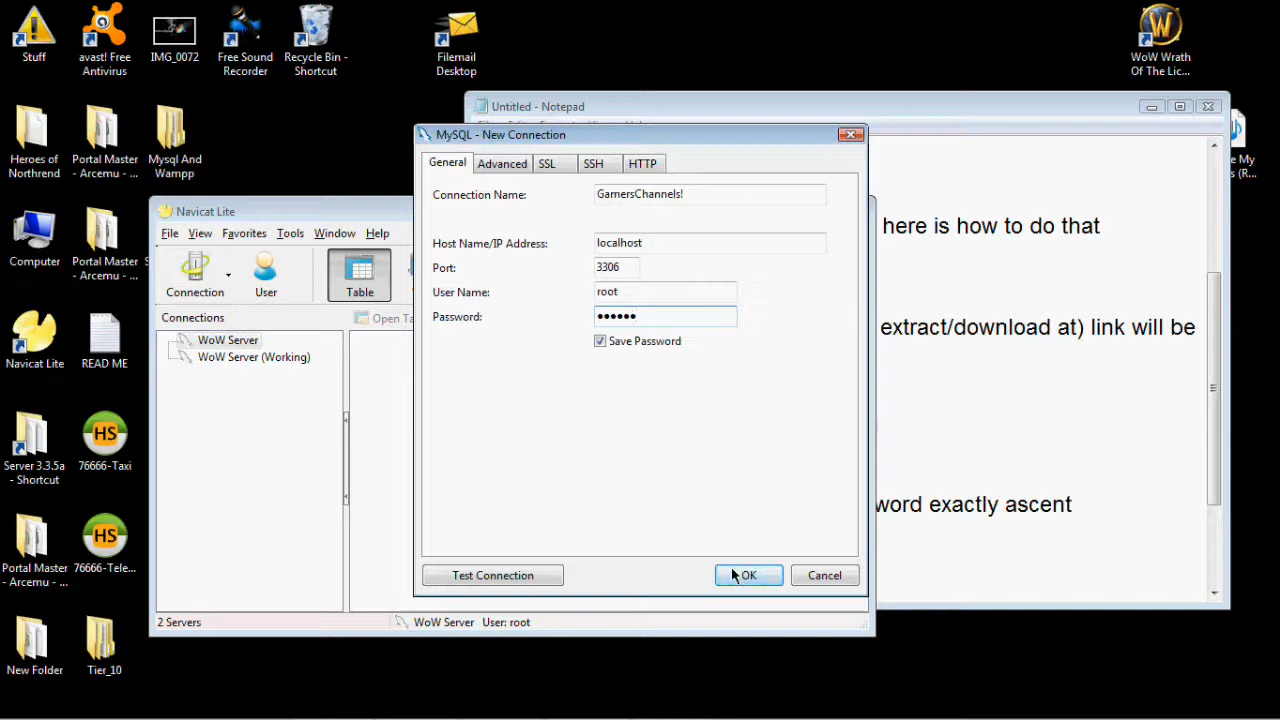 Stuff
avast! Free
Antivirus
IMG_0072
Free Sound
Recorder
Recycle Bin -
Shortcut
Filemail
Desktop
WoW Wrath
Of The Lic...
Heroes of
Northrend
Portal Master
- Arcemu - ...
Mysql And
Wampp
Computer
Portal Master
- Arcemu - ...
Navicat Lite
READ ME
Server 3.3.5a
- Shortcut
HS
76666-Taxi
Portal Master
- Arcemu - ...
HS
76666-Tele...
New Folder
Tier_10
Untitled - Notepad
here is how to do that
extract/download at) link will be
word exactly ascent
Navicat Lite
File View Favorites Tools Window Help
Connection
User
Table
Connections
Open Ta
WoW Server
WoW Server (Working)
2 Servers
WoW Server User: root
MySQL - New Connection
General Advanced SSL SSH HTTP
Connection Name: GamersChannels!
Host Name/IP Address: localhost
Port: 3306
User Name: root
Password: ••••••
Save Password
Test Connection
OK
Cancel